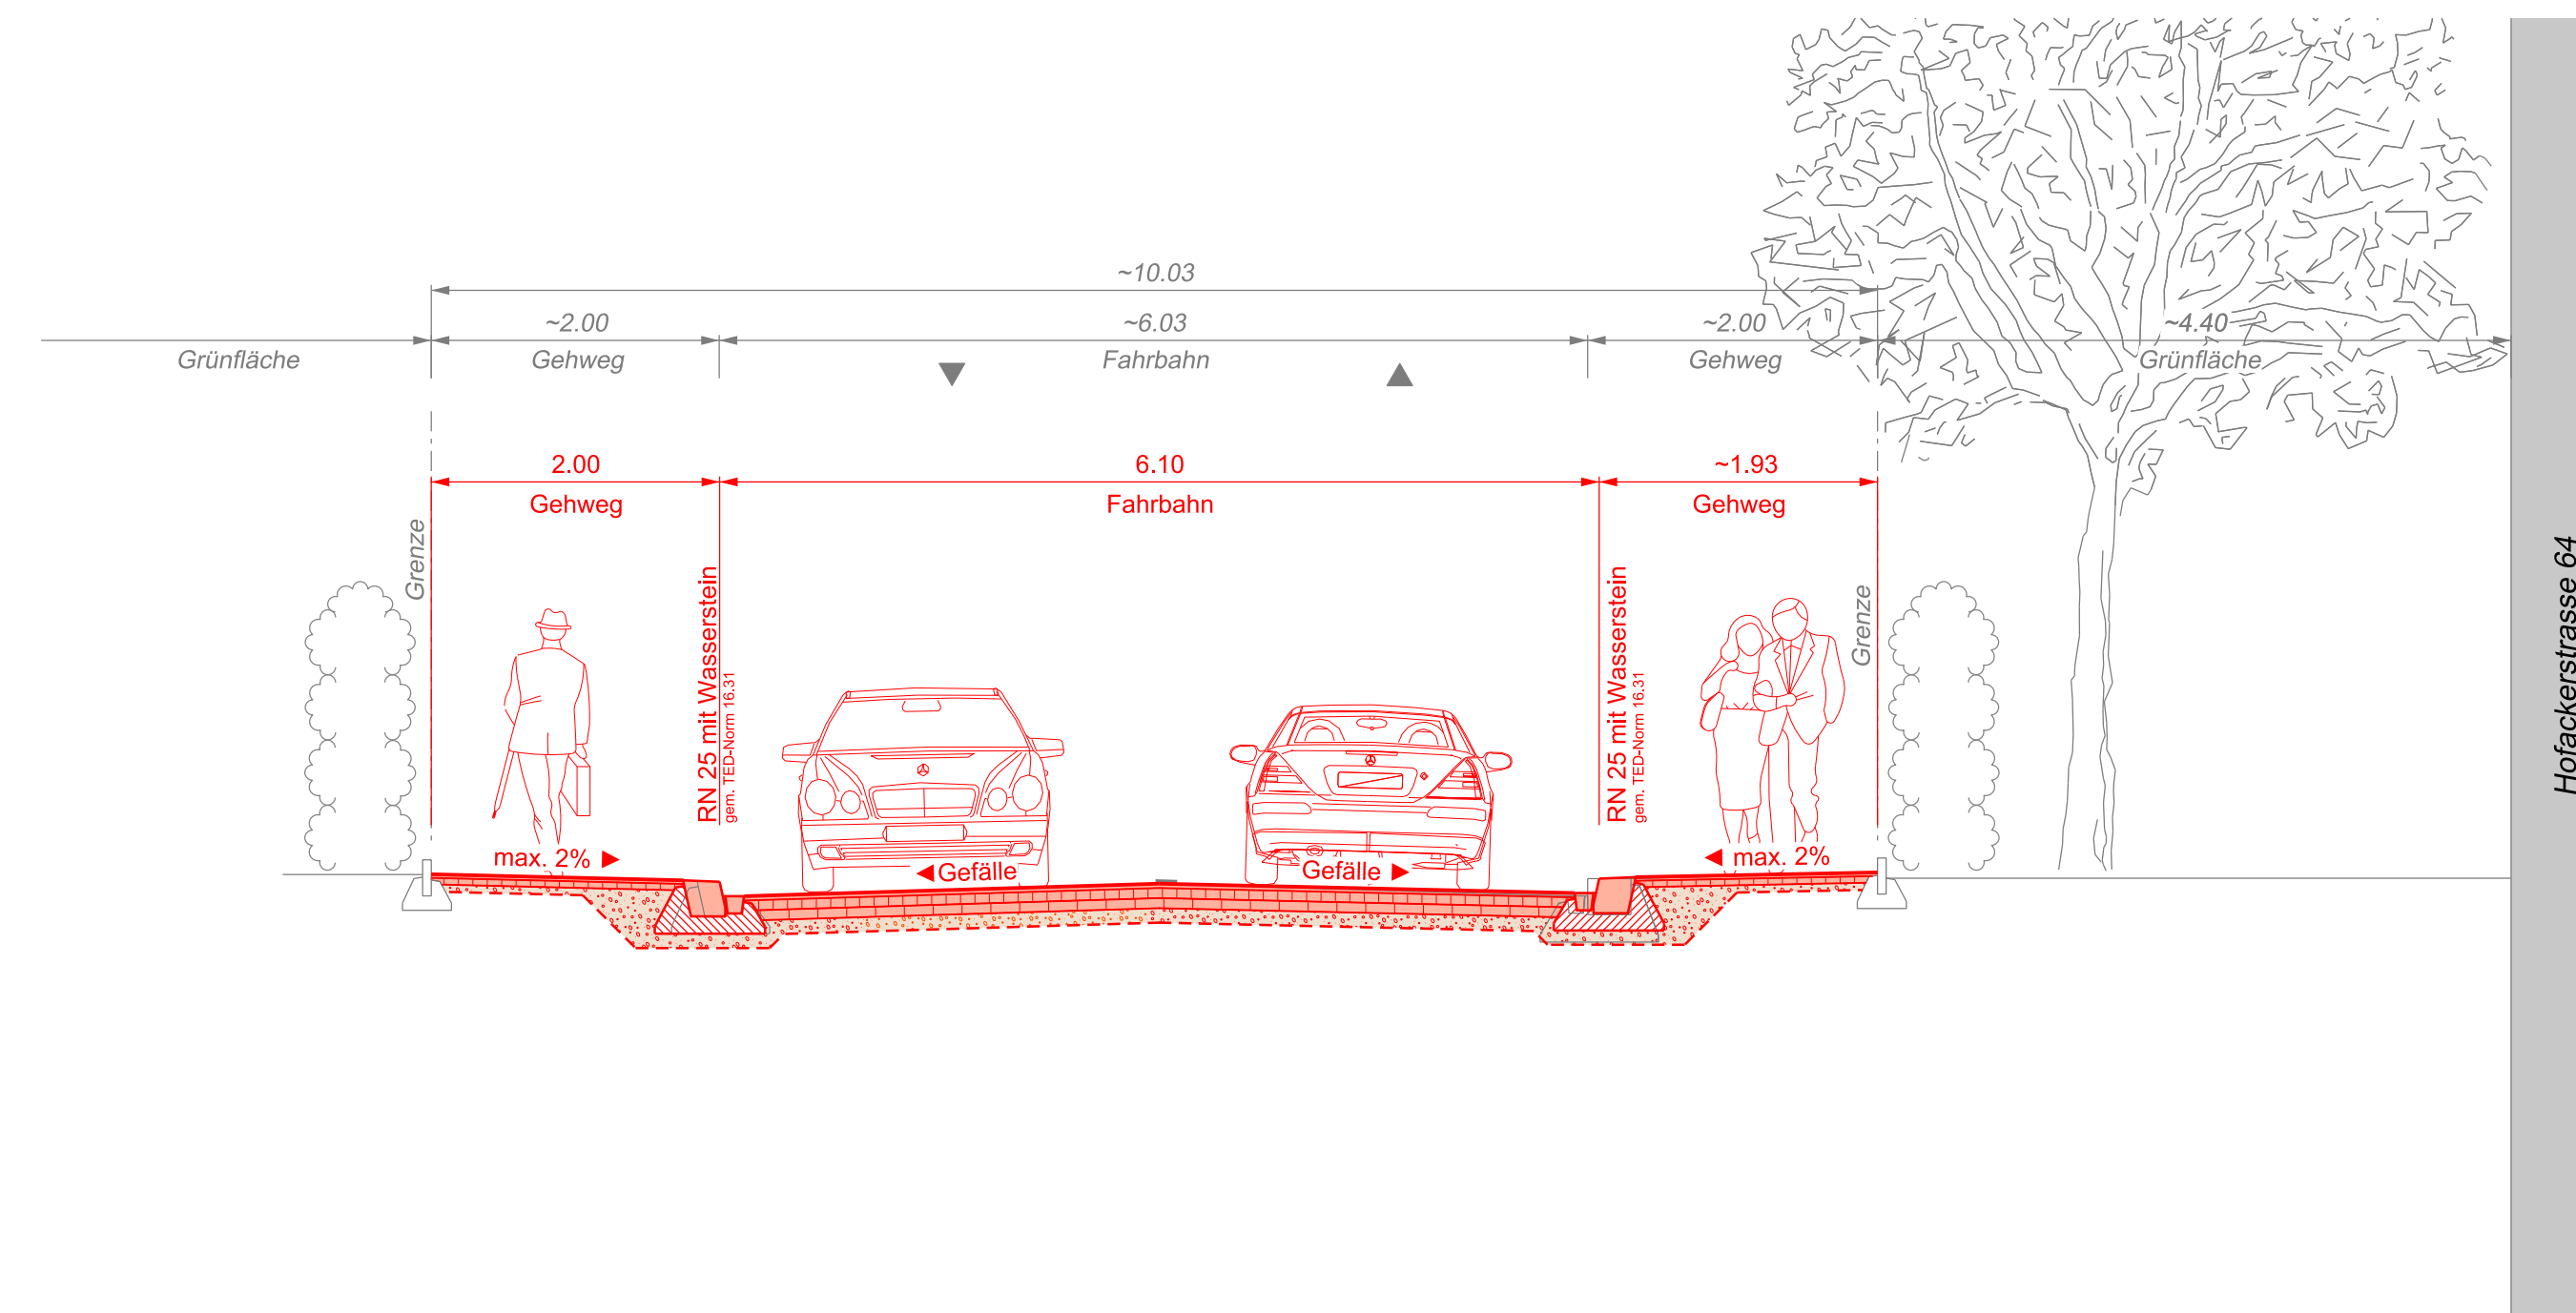 ~10.03
~2.00
~6.03
~2.00
~4.40
Grünfläche
Gehweg
Fahrbahn
Gehweg
Grünfläche
2.00
6.10
~1.93
Gehweg
Fahrbahn
Gehweg
Grenze
RN 25 mit Wasserstein
gem. TED-Norm 16.31
RN 25 mit Wasserstein
gem. TED-Norm 16.31
Grenze
Hofackerstrasse 64
max. 2%
Gefälle
Gefälle
max. 2%